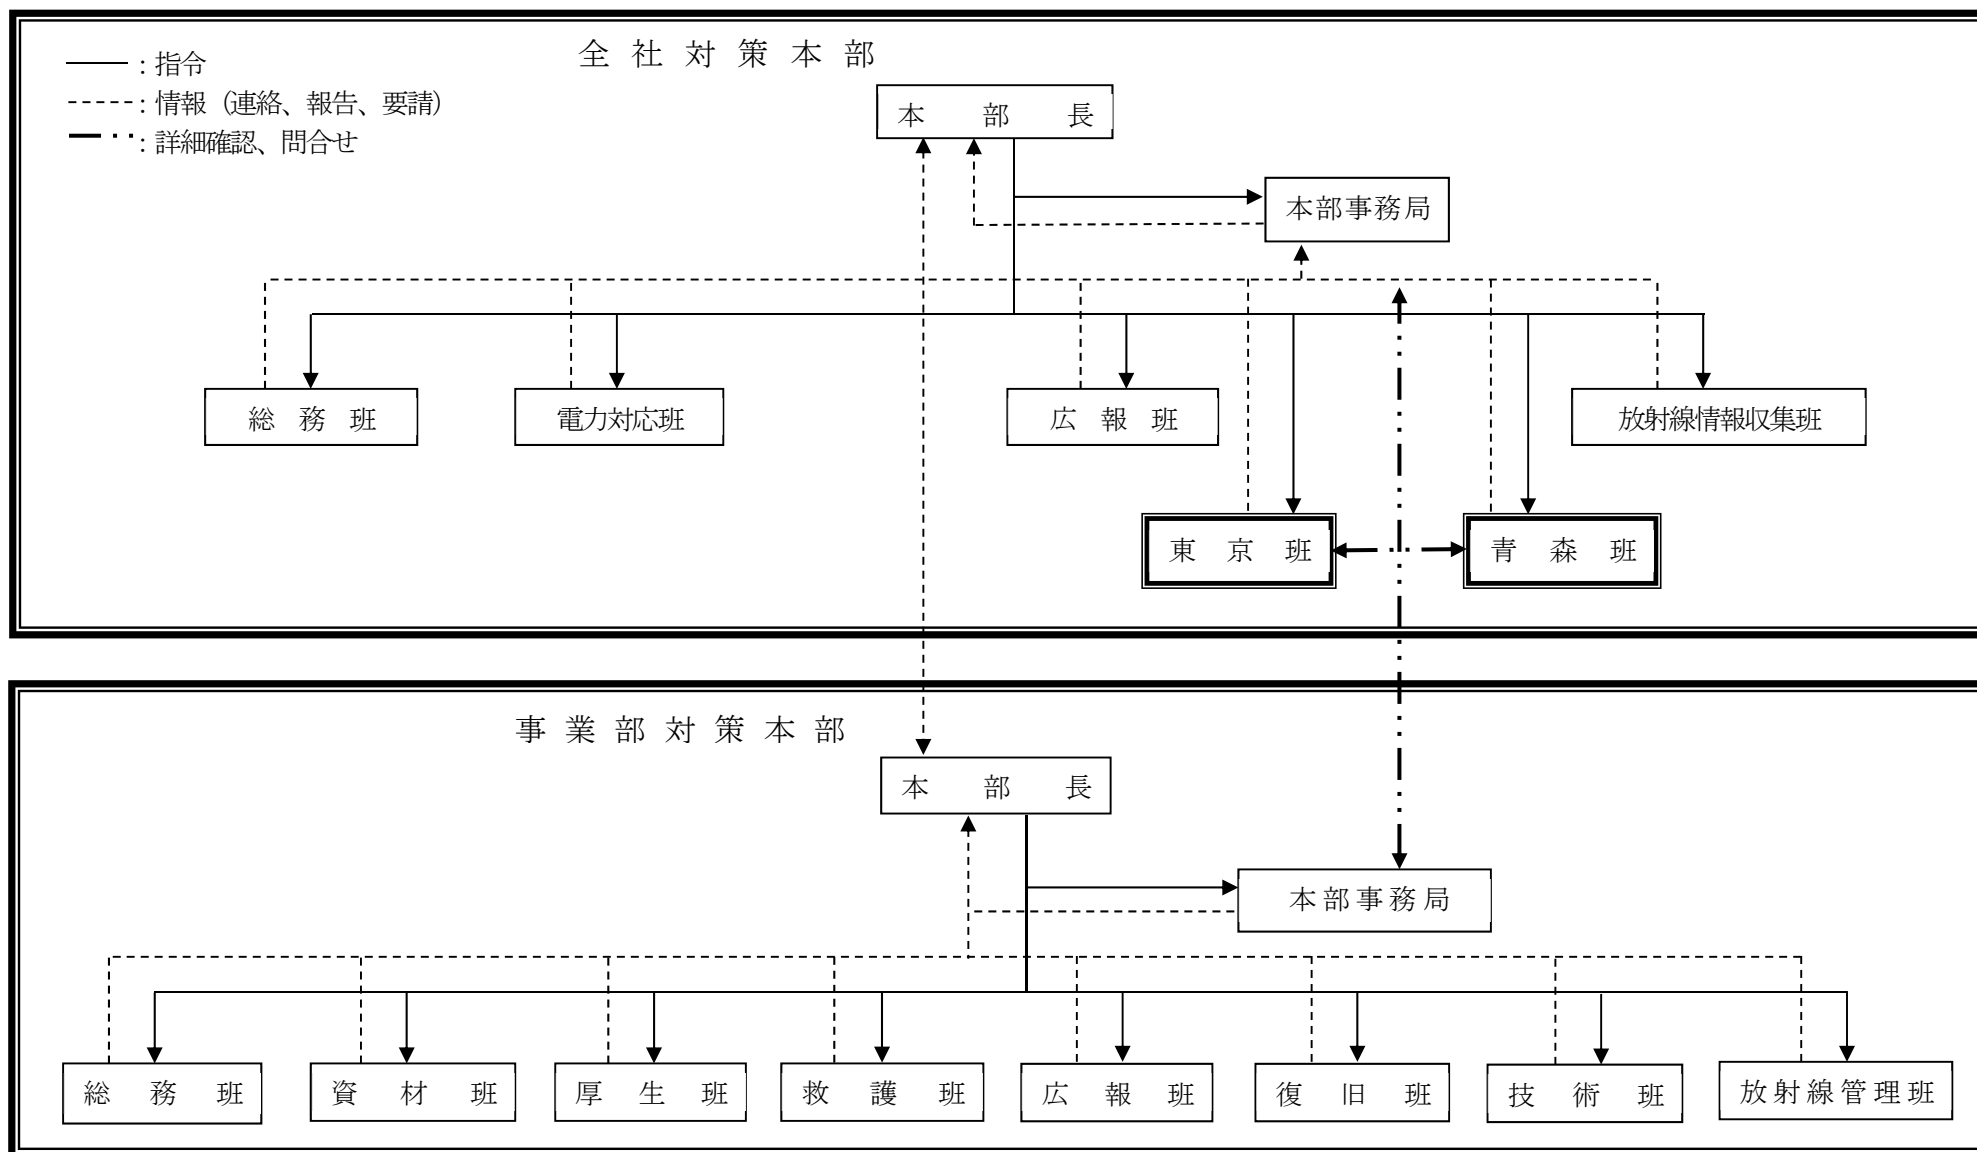 全社対策本部
：指令
：情報（連絡、報告、要請）
：詳細確認、問合せ
本部長
本部事務局
総務班
電力対応班
広報班
放射線情報収集班
東京班
青森班
事業部対策本部
本部長
本部事務局
総務班
資材班
厚生班
救護班
広報班
復旧班
技術班
放射線管理班